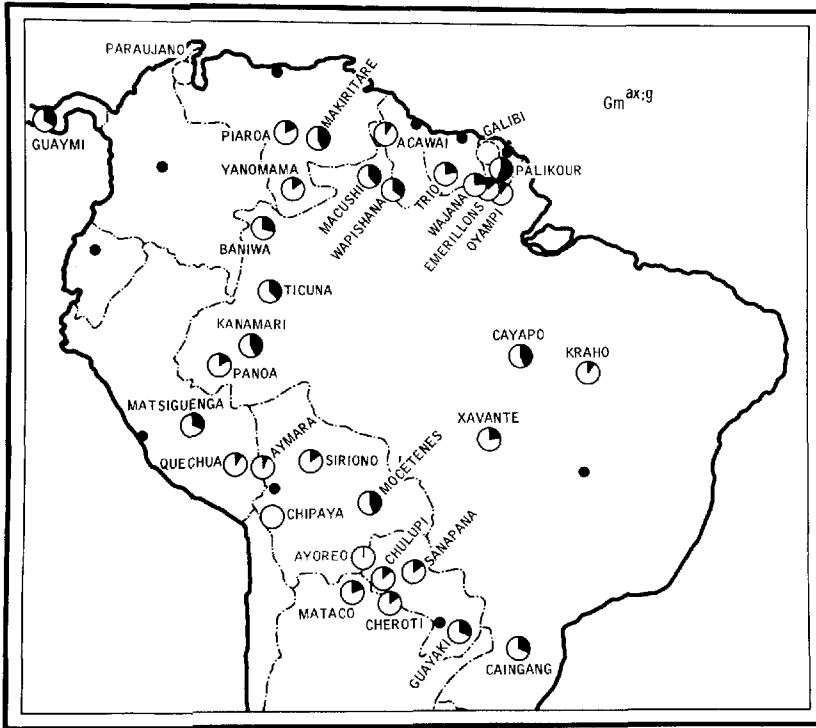 PARAUJANO
Gm ax;g
GUAYMI
PIAROA
MAKIRITARE
ACAWAI
GALIBI
PALIKOUR
YANOMAMA
MACUSHI
WAPISHANA
TRIO
WAJANA
EMERILLONS
OYAMPI
BANIWA
TICUNA
KANAMARI
PANOA
CAYAPO
KRAHO
MATSIGUENGA
XAVANTE
QUECHUA
AYMARA
SIRIONO
MOCETENES
CHIPAYA
AYOREO
CHULUPI
SANAPANA
MATACO
CHEROTI
GUAYAKI
CAINGANG